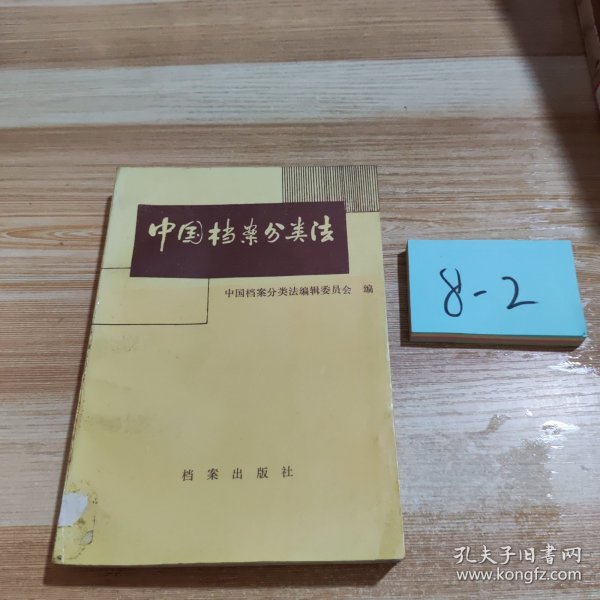 中国档案分类法
中国档案分类法编辑委员会 编
档案出版社
8-2
孔夫子旧书网
www.kongfz.com